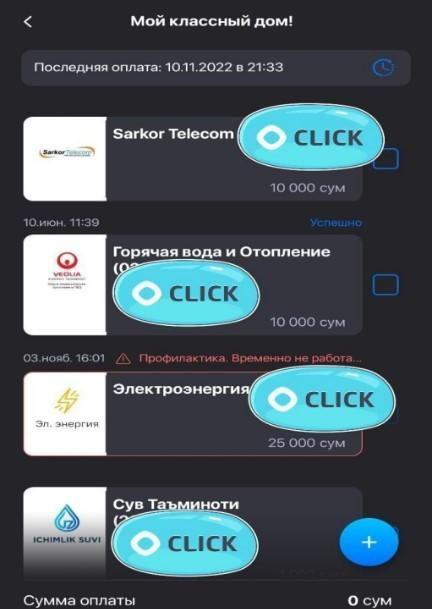 Мой классный дом!
Последняя оплата: 10.11.2022 в 21:33
Sarkor Telecom
CLICK
Sarkor Telecom
10 000 сум
10.июн. 11:39 Успешно
Горячая вода и Отопление
VEOLIA
CLICK
10 000 сум
03.нояб. 16:01 Профилактика. Временно не работа...
Электроэнергия
CLICK
Эл. энергия
25 000 сум
Сув Таъминоти
ICHIMLIK SUVI
CLICK
+
Сумма оплаты 0 сум